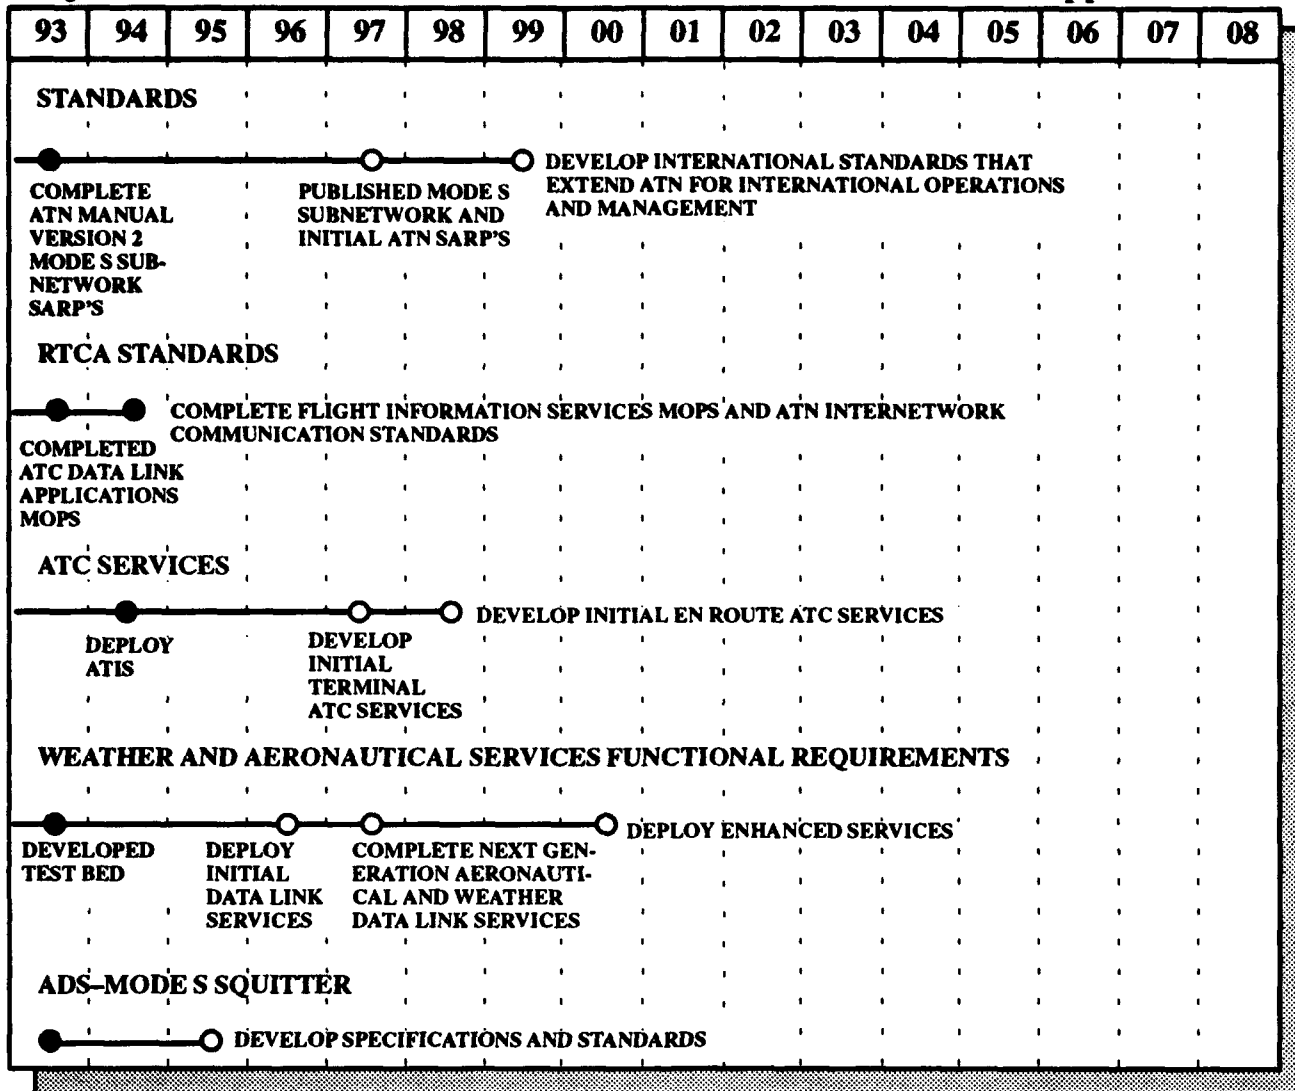 93 94 95 96 97 98 99 00 01 02 03 04 05 06 07 08
STANDARDS
COMPLETE
ATN MANUAL
VERSION 2
MODE S SUB-
NETWORK
SARP'S
PUBLISHED MODE S
SUBNETWORK AND
INITIAL ATN SARP'S
DEVELOP INTERNATIONAL STANDARDS THAT
EXTEND ATN FOR INTERNATIONAL OPERATIONS
AND MANAGEMENT
RTCA STANDARDS
COMPLETED
ATC DATA LINK
APPLICATIONS
MOPS
COMPLETE FLIGHT INFORMATION SERVICES MOPS AND ATN INTERNETWORK
COMMUNICATION STANDARDS
ATC SERVICES
DEPLOY
ATIS
DEVELOP
INITIAL
TERMINAL
ATC SERVICES
DEVELOP INITIAL EN ROUTE ATC SERVICES
WEATHER AND AERONAUTICAL SERVICES FUNCTIONAL REQUIREMENTS
DEVELOPED
TEST BED
DEPLOY
INITIAL
DATA LINK
SERVICES
COMPLETE NEXT GEN-
ERATION AERONAUTI-
CAL AND WEATHER
DATA LINK SERVICES
DEPLOY ENHANCED SERVICES
ADS–MODE S SQUITTER
DEVELOP SPECIFICATIONS AND STANDARDS